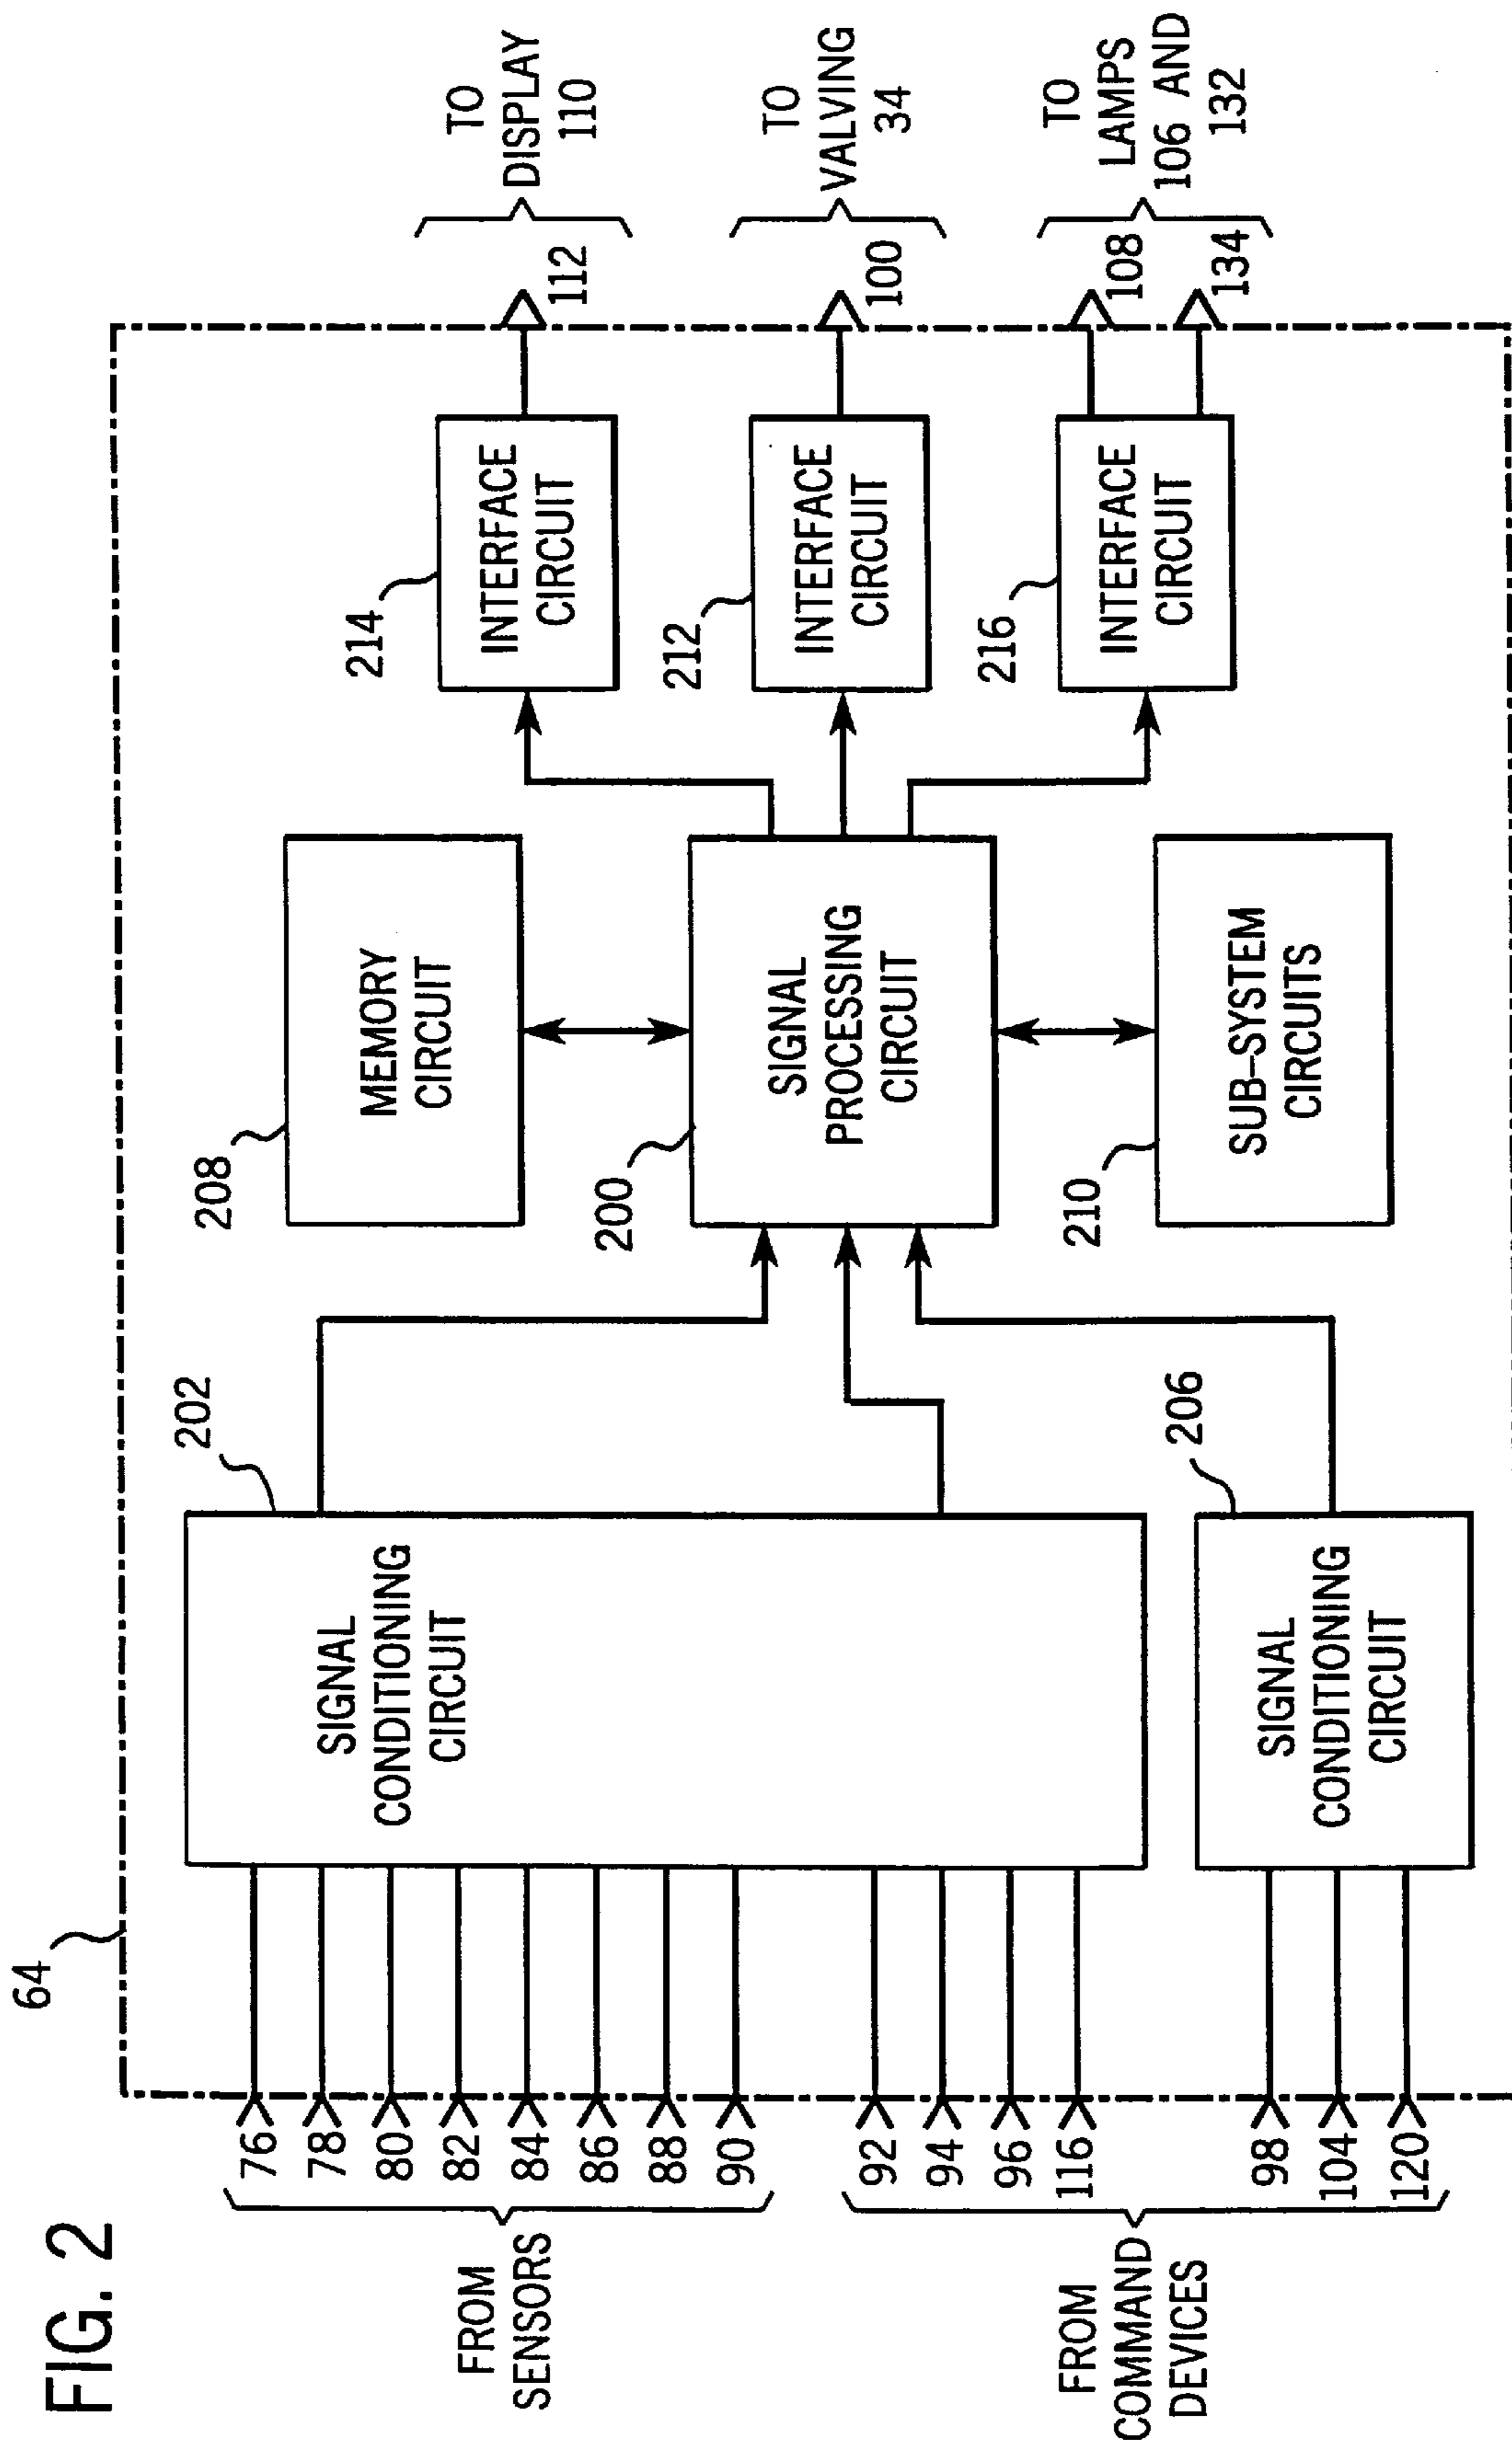 FIG. 2
64
FROM
SENSORS
76
78
80
82
84
86
88
90
FROM
COMMAND
DEVICES
92
94
96
116
98
104
120
202
SIGNAL
CONDITIONING
CIRCUIT
206
SIGNAL
CONDITIONING
CIRCUIT
208
MEMORY
CIRCUIT
200
SIGNAL
PROCESSING
CIRCUIT
210
SUB-SYSTEM
CIRCUITS
214
INTERFACE
CIRCUIT
212
INTERFACE
CIRCUIT
216
INTERFACE
CIRCUIT
112
TO
DISPLAY
110
100
TO
VALVING
34
108
134
TO
LAMPS
106 AND
132